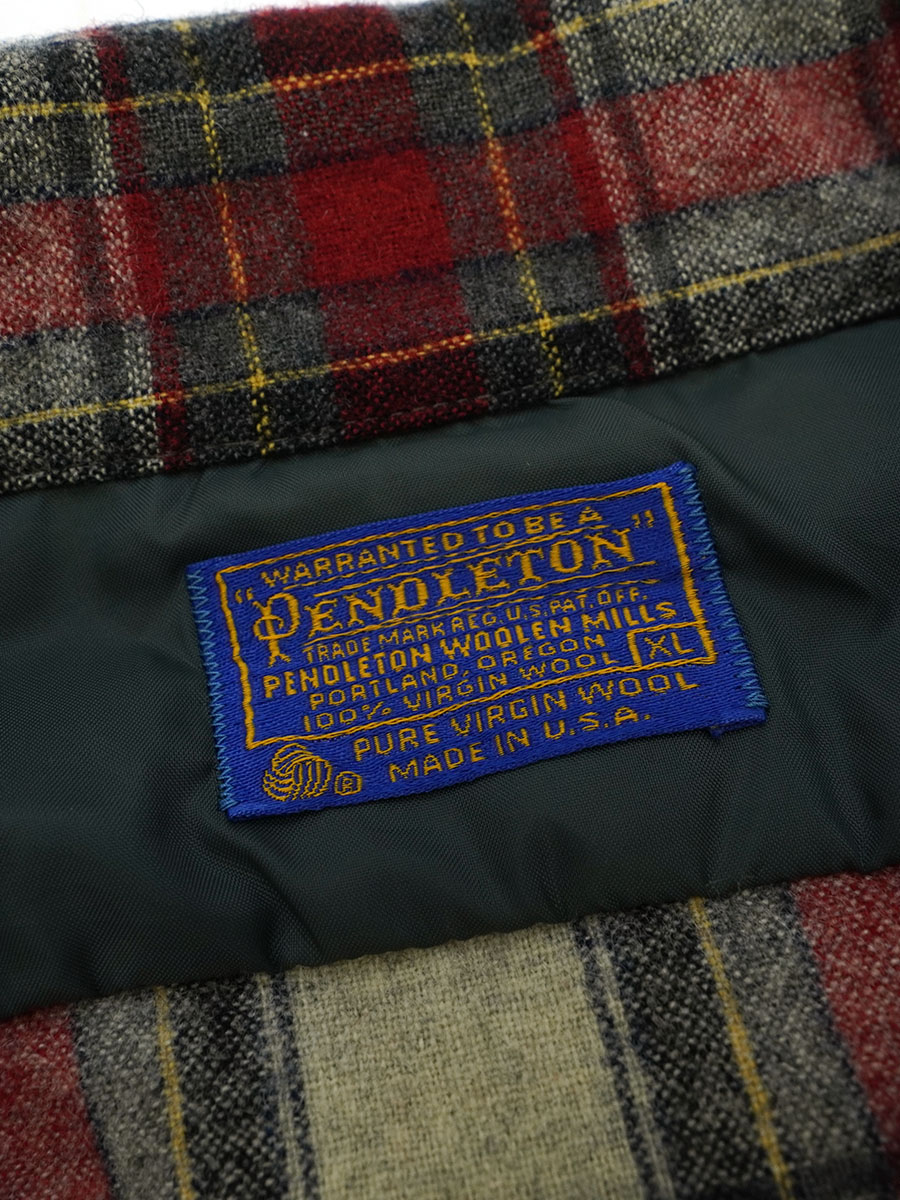 "WARRANTED TO BE A
PENDLETON"
TRADE MARK REG. U.S. PAT. OFF.
PENDLETON WOOLEN MILLS
PORTLAND, OREGON
100% VIRGIN WOOL XL
PURE VIRGIN WOOL
® MADE IN U.S.A.